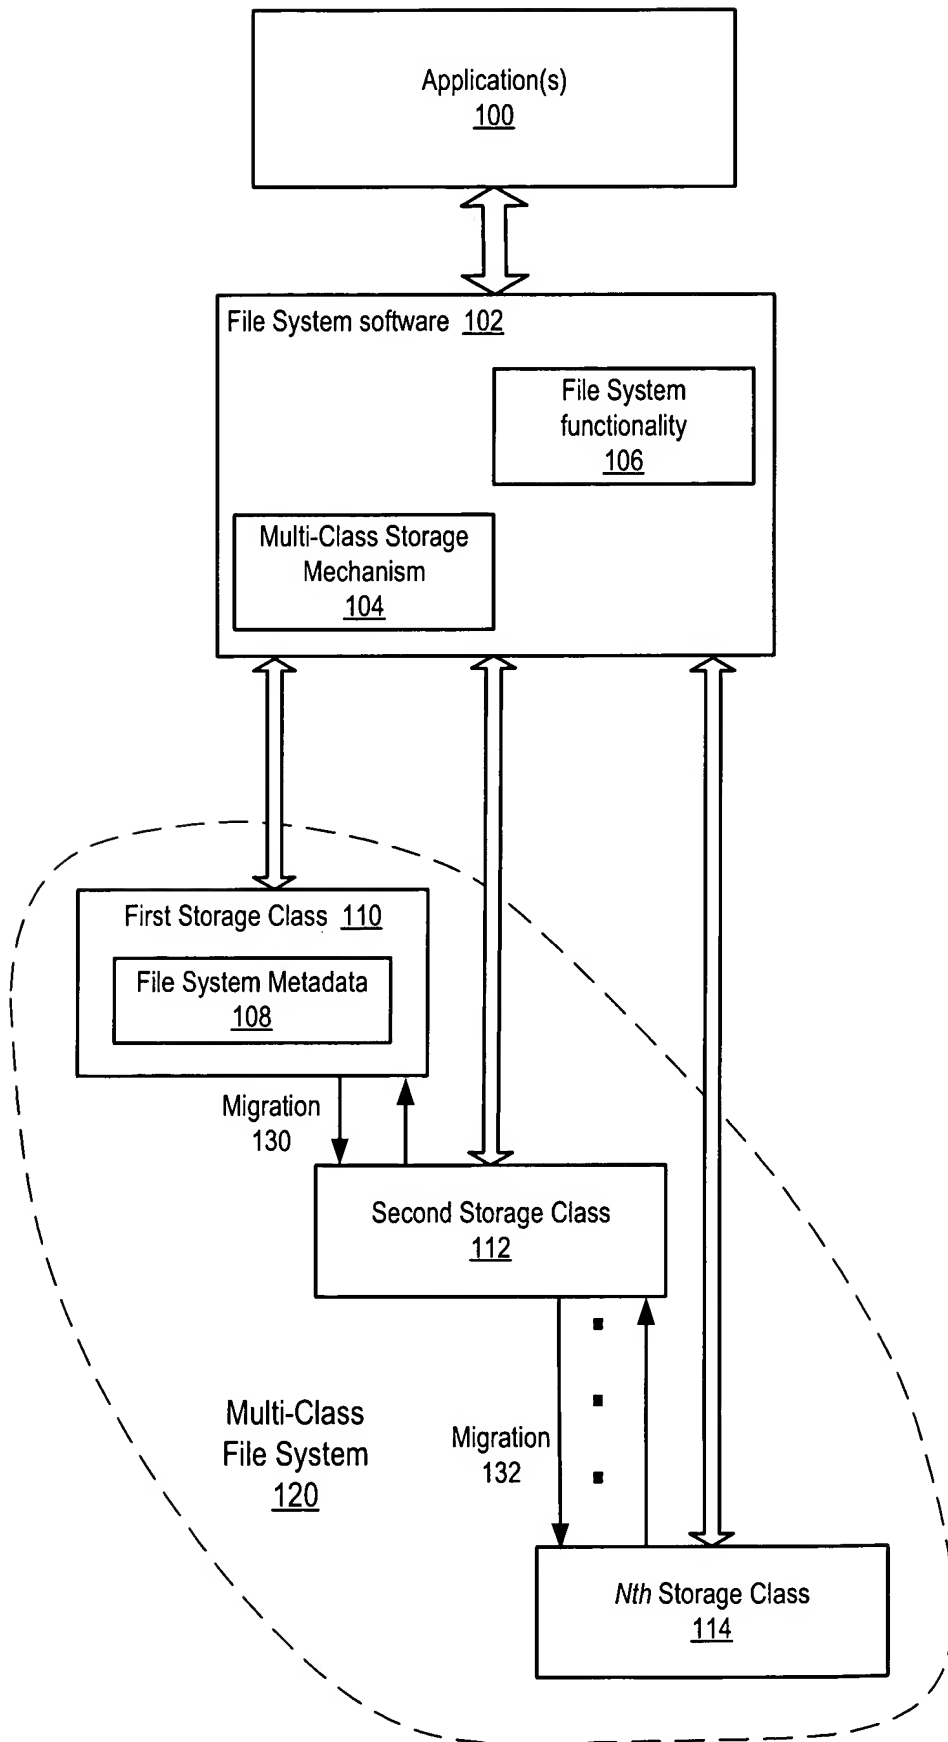 Application(s)
100
File System software 102
File System
functionality
106
Multi-Class Storage
Mechanism
104
First Storage Class 110
File System Metadata
108
Migration
130
Second Storage Class
112
Multi-Class
File System
120
Migration
132
Nth Storage Class
114